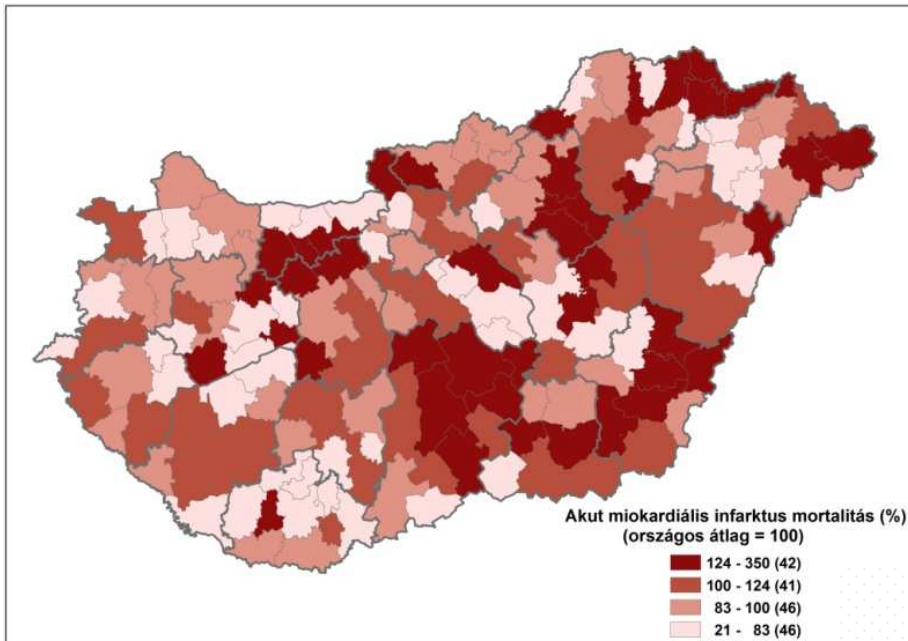 Akut miokardiális infarktus mortalitás (%)
(országos átlag = 100)
124 - 350 (42)
100 - 124 (41)
83 - 100 (46)
21 - 83 (46)